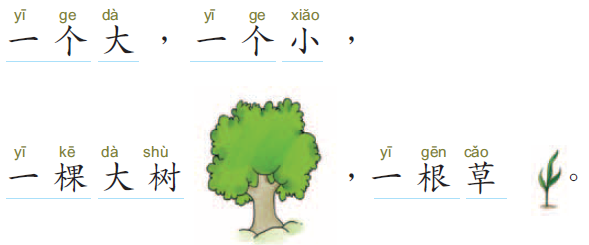 yī ge dà yī ge xiǎo
一个大，一个小，
yī kē dà shù yī gēn cǎo
一棵大树，一根草。